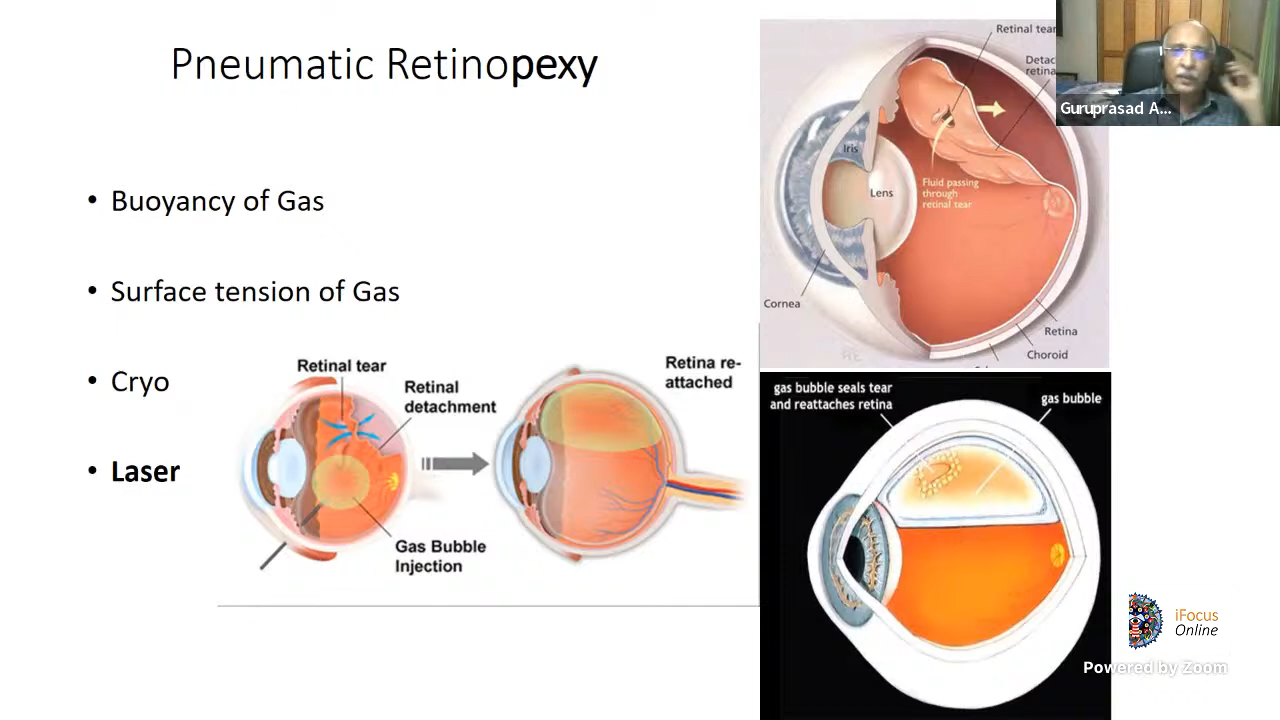 Pneumatic Retinopexy
• Buoyancy of Gas
• Surface tension of Gas
• Cryo
• Laser
Retinal tear
Retinal
detachment
Gas Bubble
Injection
Retina re-
attached
Retinal tear
Detac
retina
Iris
Lens
Fluid passing
through
retinal tear
Cornea
Retina
Choroid
gas bubble seals tear
and reattaches retina
gas bubble
Guruprasad A...
iFocus
Online
Powered by Zoom